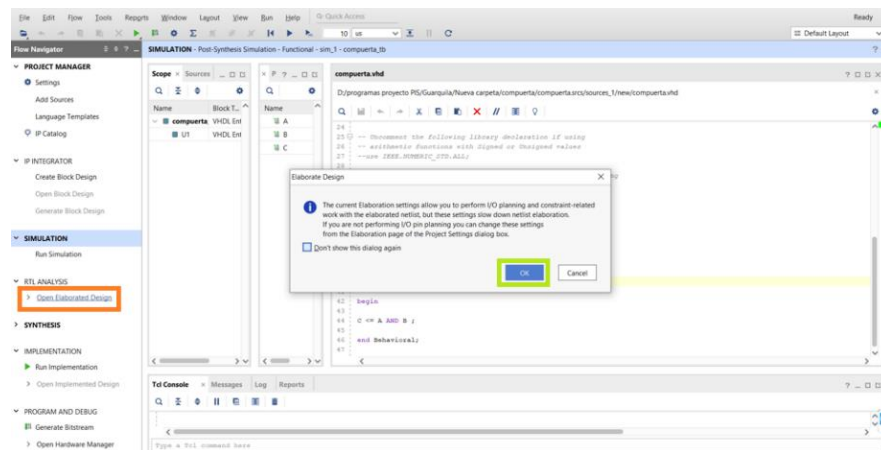 File Edit Flow Tools Reports Window Layout View Run Help Quick Access Ready
10 us Default Layout
Flow Navigator
SIMULATION - Post-Synthesis Simulation - Functional - sim_1 - compuerta_tb
PROJECT MANAGER
Settings
Add Sources
Language Templates
IP Catalog
IP INTEGRATOR
Create Block Design
Open Block Design
Generate Block Design
SIMULATION
Run Simulation
RTL ANALYSIS
Open Elaborated Design
SYNTHESIS
IMPLEMENTATION
Run Implementation
Open Implemented Design
PROGRAM AND DEBUG
Generate Bitstream
Open Hardware Manager
Scope Sources
Name Block T...
compuerta VHDL Ent
U1 VHDL Ent
P
Name
A
B
C
compuerta.vhd
D:/programas proyecto PIS/Guarquila/Nueva carpeta/compuerta/compuerta.srcs/sources_1/new/compuerta.vhd
24
25 -- Uncomment the following library declaration if using
26 -- arithmetic functions with Signed or Unsigned values
27 --use IEEE.NUMERIC_STD.ALL;
28
Elaborate Design
The current Elaboration settings allow you to perform I/O planning and constraint-related
work with the elaborated netlist, but these settings slow down netlist elaboration.
If you are not performing I/O pin planning you can change these settings
from the Elaboration page of the Project Settings dialog box.
Don't show this dialog again
OK Cancel
42 begin
43
44 C <= A AND B ;
45
46 end Behavioral;
47
Tcl Console Messages Log Reports
Type a Tcl command here